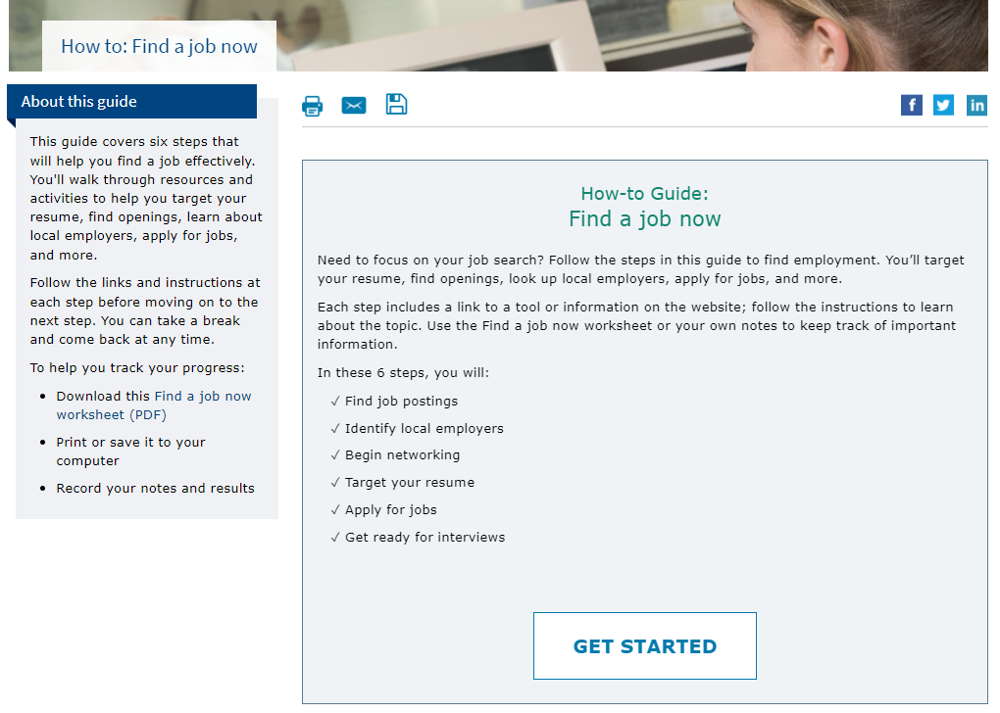 How to: Find a job now
About this guide
This guide covers six steps that
will help you find a job effectively.
You'll walk through resources and
activities to help you target your
resume, find openings, learn about
local employers, apply for jobs,
and more.
Follow the links and instructions at
each step before moving on to the
next step. You can take a break
and come back at any time.
To help you track your progress:
• Download this Find a job now
worksheet (PDF)
• Print or save it to your
computer
• Record your notes and results
f
in
How-to Guide:
Find a job now
Need to focus on your job search? Follow the steps in this guide to find employment. You’ll target
your resume, find openings, look up local employers, apply for jobs, and more.
Each step includes a link to a tool or information on the website; follow the instructions to learn
about the topic. Use the Find a job now worksheet or your own notes to keep track of important
information.
In these 6 steps, you will:
✓ Find job postings
✓ Identify local employers
✓ Begin networking
✓ Target your resume
✓ Apply for jobs
✓ Get ready for interviews
GET STARTED